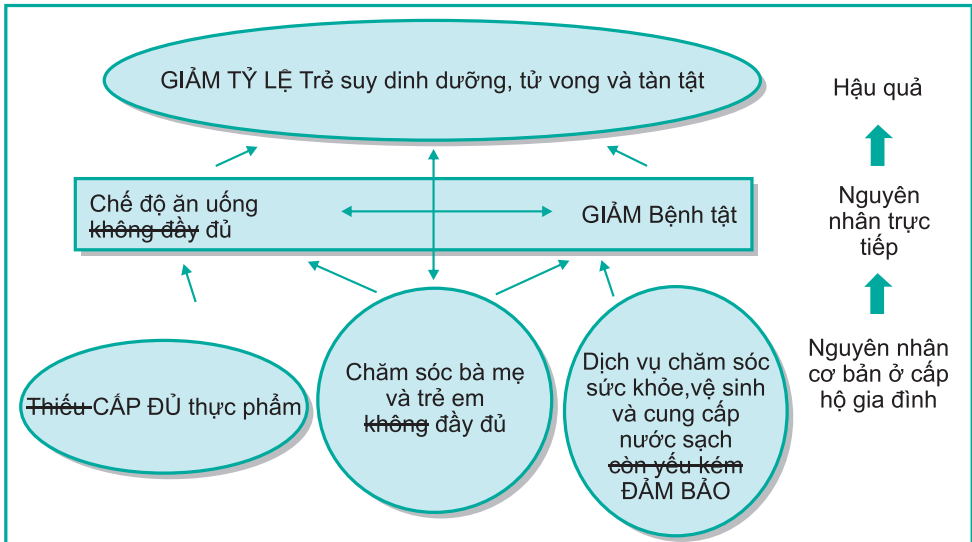 GIẢM TỶ LỆ Trẻ suy dinh dưỡng, tử vong và tàn tật
Hậu quả
Chế độ ăn uống
không đầy đủ
GIẢM Bệnh tật
Nguyên
nhân trực
tiếp
Thiếu CẤP ĐỦ thực phẩm
Chăm sóc bà mẹ
và trẻ em
không đầy đủ
Dịch vụ chăm sóc
sức khỏe,vệ sinh
và cung cấp
nước sạch
còn yếu kém
ĐẢM BẢO
Nguyên nhân
cơ bản ở cấp
hộ gia đình